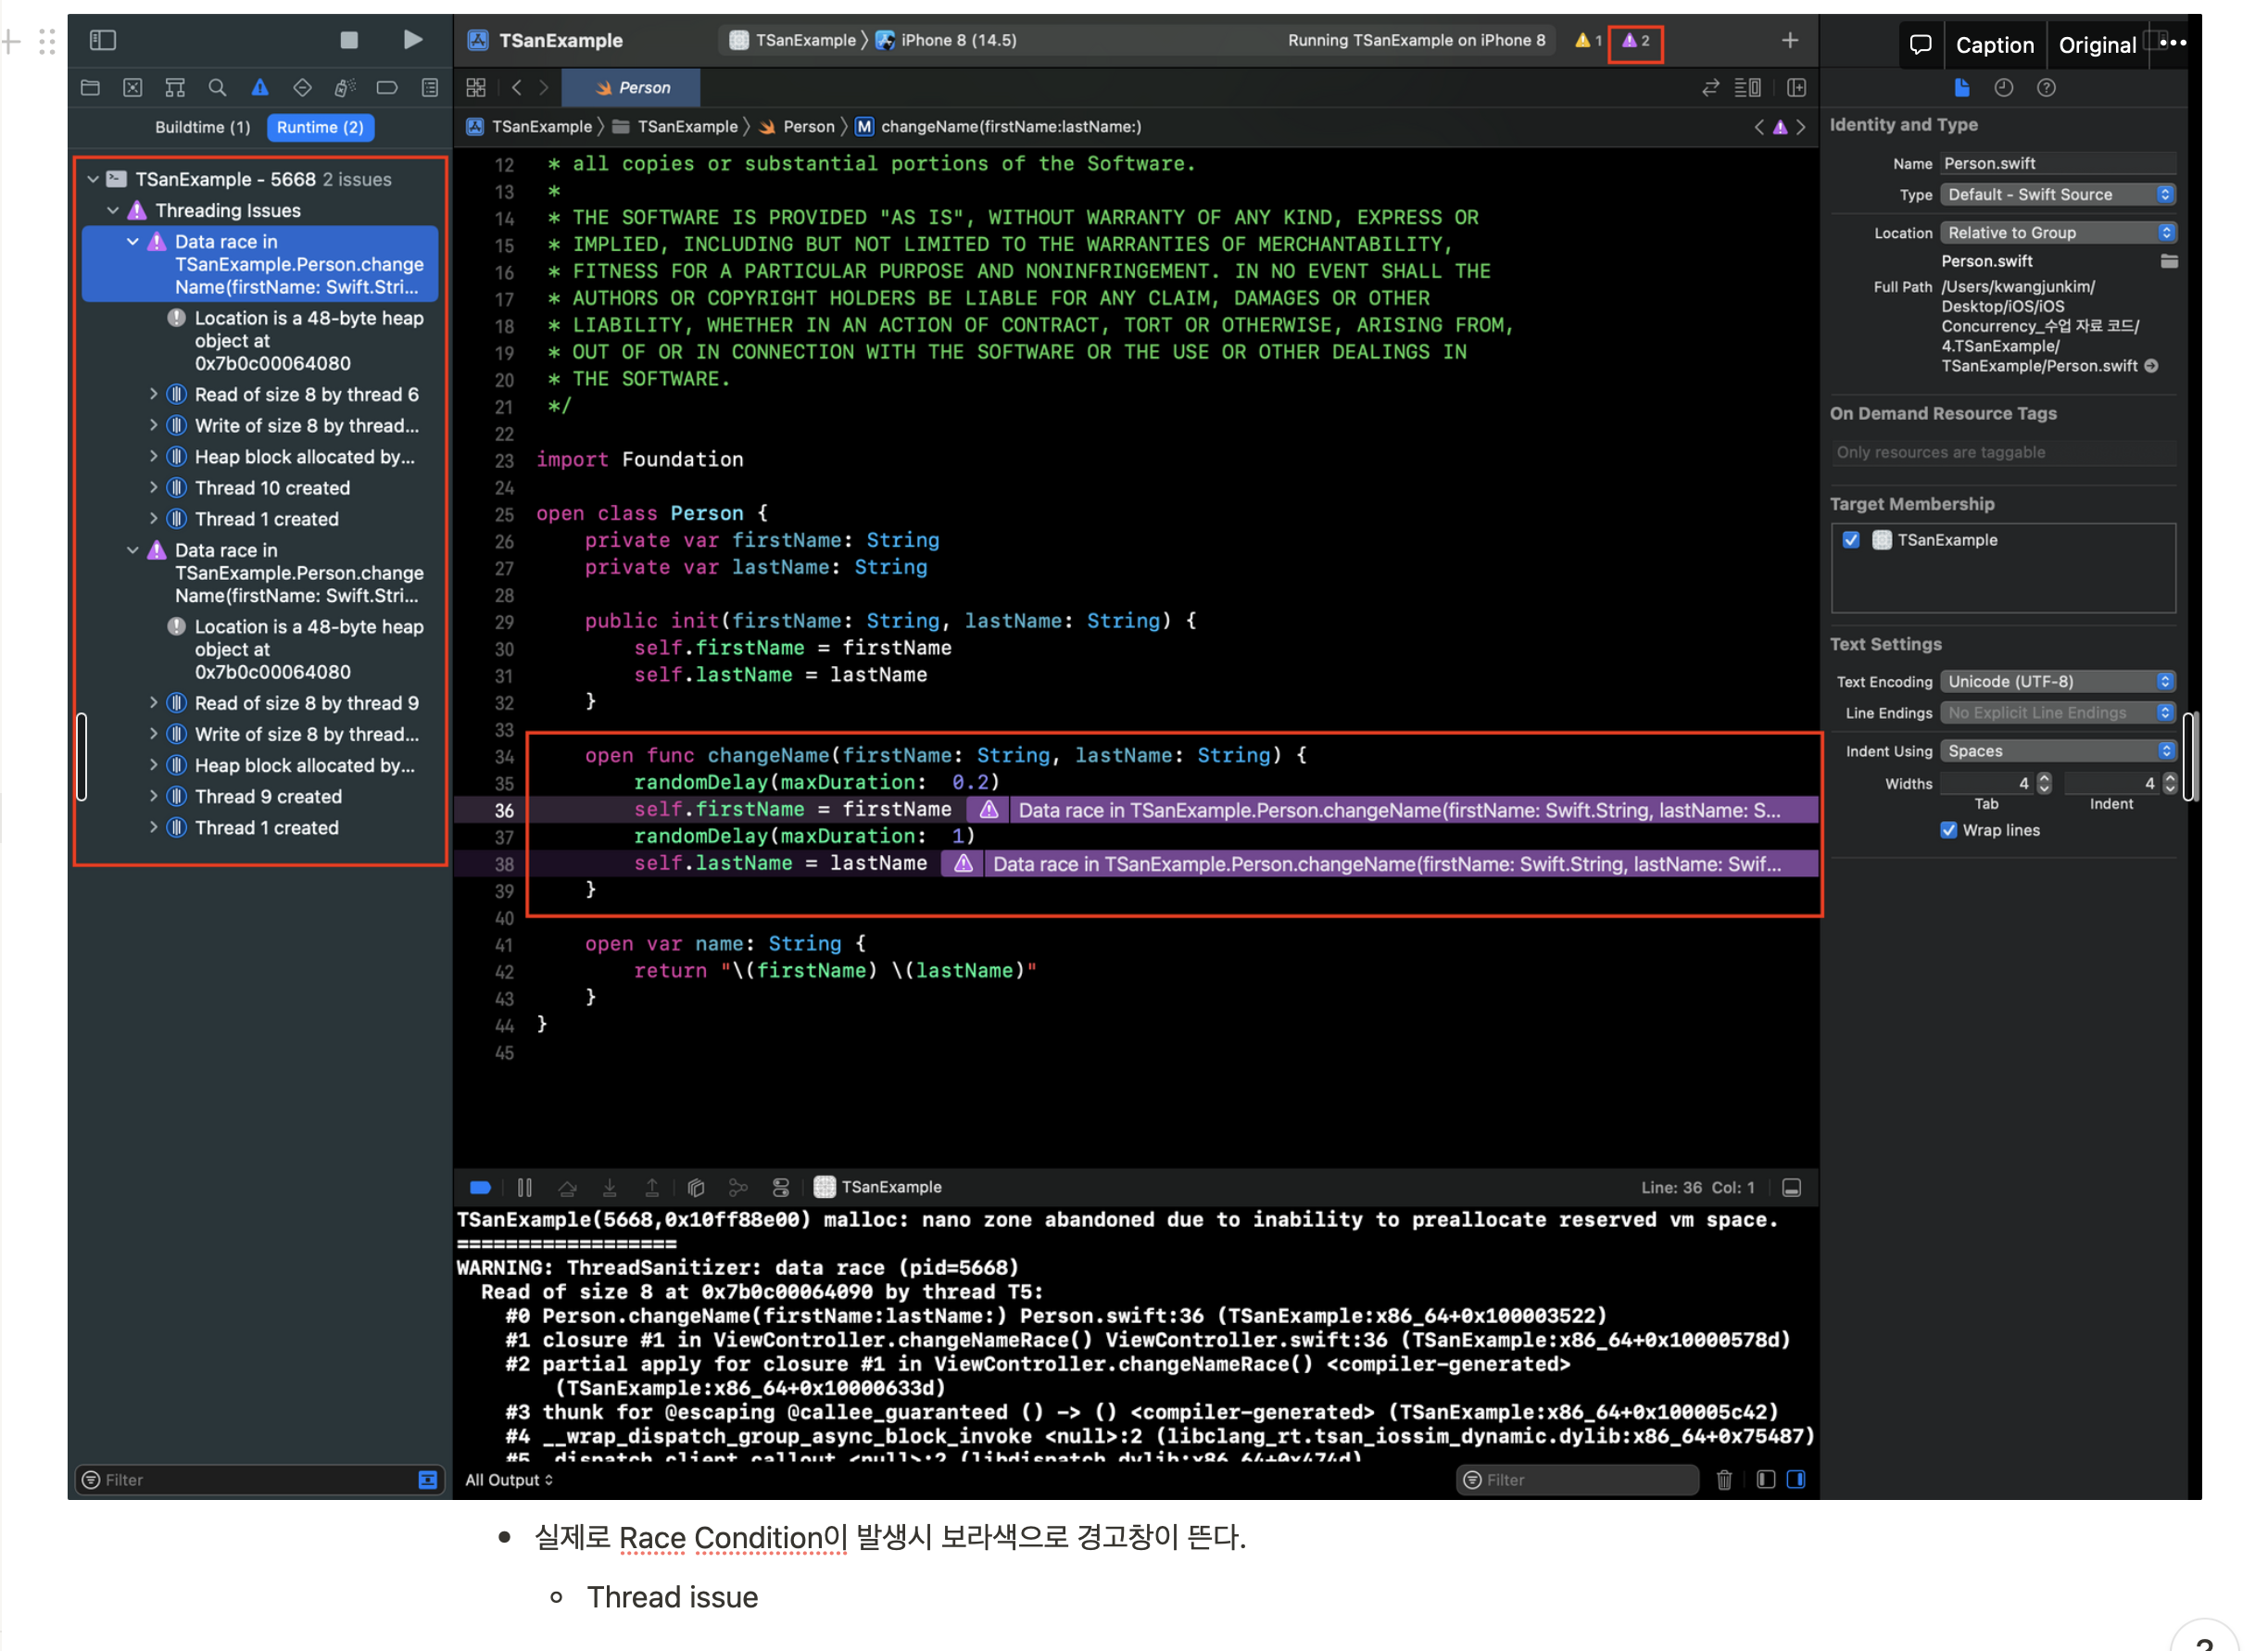 TSanExample
TSanExample 〉 iPhone 8 (14.5)
Running TSanExample on iPhone 8
1
2
Caption
Original
Person
Buildtime (1)
Runtime (2)
TSanExample 〉 TSanExample 〉 Person 〉 M changeName(firstName:lastName:)
TSanExample - 5668 2 issues
Threading Issues
Data race in
TSanExample.Person.change
Name(firstName: Swift.Stri...
Location is a 48-byte heap
object at
0x7b0c00064080
Read of size 8 by thread 6
Write of size 8 by thread...
Heap block allocated by...
Thread 10 created
Thread 1 created
Data race in
TSanExample.Person.change
Name(firstName: Swift.Stri...
Location is a 48-byte heap
object at
0x7b0c00064080
Read of size 8 by thread 9
Write of size 8 by thread...
Heap block allocated by...
Thread 9 created
Thread 1 created
Filter
12 * all copies or substantial portions of the Software.
13 *
14 * THE SOFTWARE IS PROVIDED "AS IS", WITHOUT WARRANTY OF ANY KIND, EXPRESS OR
15 * IMPLIED, INCLUDING BUT NOT LIMITED TO THE WARRANTIES OF MERCHANTABILITY,
16 * FITNESS FOR A PARTICULAR PURPOSE AND NONINFRINGEMENT. IN NO EVENT SHALL THE
17 * AUTHORS OR COPYRIGHT HOLDERS BE LIABLE FOR ANY CLAIM, DAMAGES OR OTHER
18 * LIABILITY, WHETHER IN AN ACTION OF CONTRACT, TORT OR OTHERWISE, ARISING FROM,
19 * OUT OF OR IN CONNECTION WITH THE SOFTWARE OR THE USE OR OTHER DEALINGS IN
20 * THE SOFTWARE.
21 */
22
23 import Foundation
24
25 open class Person {
26 private var firstName: String
27 private var lastName: String
28
29 public init(firstName: String, lastName: String) {
30 self.firstName = firstName
31 self.lastName = lastName
32 }
33
34 open func changeName(firstName: String, lastName: String) {
35 randomDelay(maxDuration: 0.2)
36 self.firstName = firstName Data race in TSanExample.Person.changeName(firstName: Swift.String, lastName: S...
37 randomDelay(maxDuration: 1)
38 self.lastName = lastName Data race in TSanExample.Person.changeName(firstName: Swift.String, lastName: Swif...
39 }
40
41 open var name: String {
42 return "\(firstName) \(lastName)"
43 }
44 }
45
TSanExample
Line: 36 Col: 1
TSanExample(5668,0x10ff88e00) malloc: nano zone abandoned due to inability to preallocate reserved vm space.
==================
WARNING: ThreadSanitizer: data race (pid=5668)
Read of size 8 at 0x7b0c00064090 by thread T5:
#0 Person.changeName(firstName:lastName:) Person.swift:36 (TSanExample:x86_64+0x100003522)
#1 closure #1 in ViewController.changeNameRace() ViewController.swift:36 (TSanExample:x86_64+0x10000578d)
#2 partial apply for closure #1 in ViewController.changeNameRace() <compiler-generated>
(TSanExample:x86_64+0x10000633d)
#3 thunk for @escaping @callee_guaranteed () -> () <compiler-generated> (TSanExample:x86_64+0x100005c42)
#4 __wrap_dispatch_group_async_block_invoke <null>:2 (libclang_rt.tsan_iossim_dynamic.dylib:x86_64+0x75487)
#5 _dispatch_client_callout <null>:2 (libdispatch.dylib:x86_64+0x474d)
All Output
Filter
Identity and Type
Name Person.swift
Type Default - Swift Source
Location Relative to Group
Person.swift
Full Path /Users/kwangjunkim/
Desktop/iOS/iOS
Concurrency_수업 자료 코드/
4.TSanExample/
TSanExample/Person.swift
On Demand Resource Tags
Only resources are taggable
Target Membership
TSanExample
Text Settings
Text Encoding Unicode (UTF-8)
Line Endings No Explicit Line Endings
Indent Using Spaces
Widths 4 4
Tab Indent
Wrap lines
• 실제로 Race Condition이 발생시 보라색으로 경고창이 뜬다.
◦ Thread issue